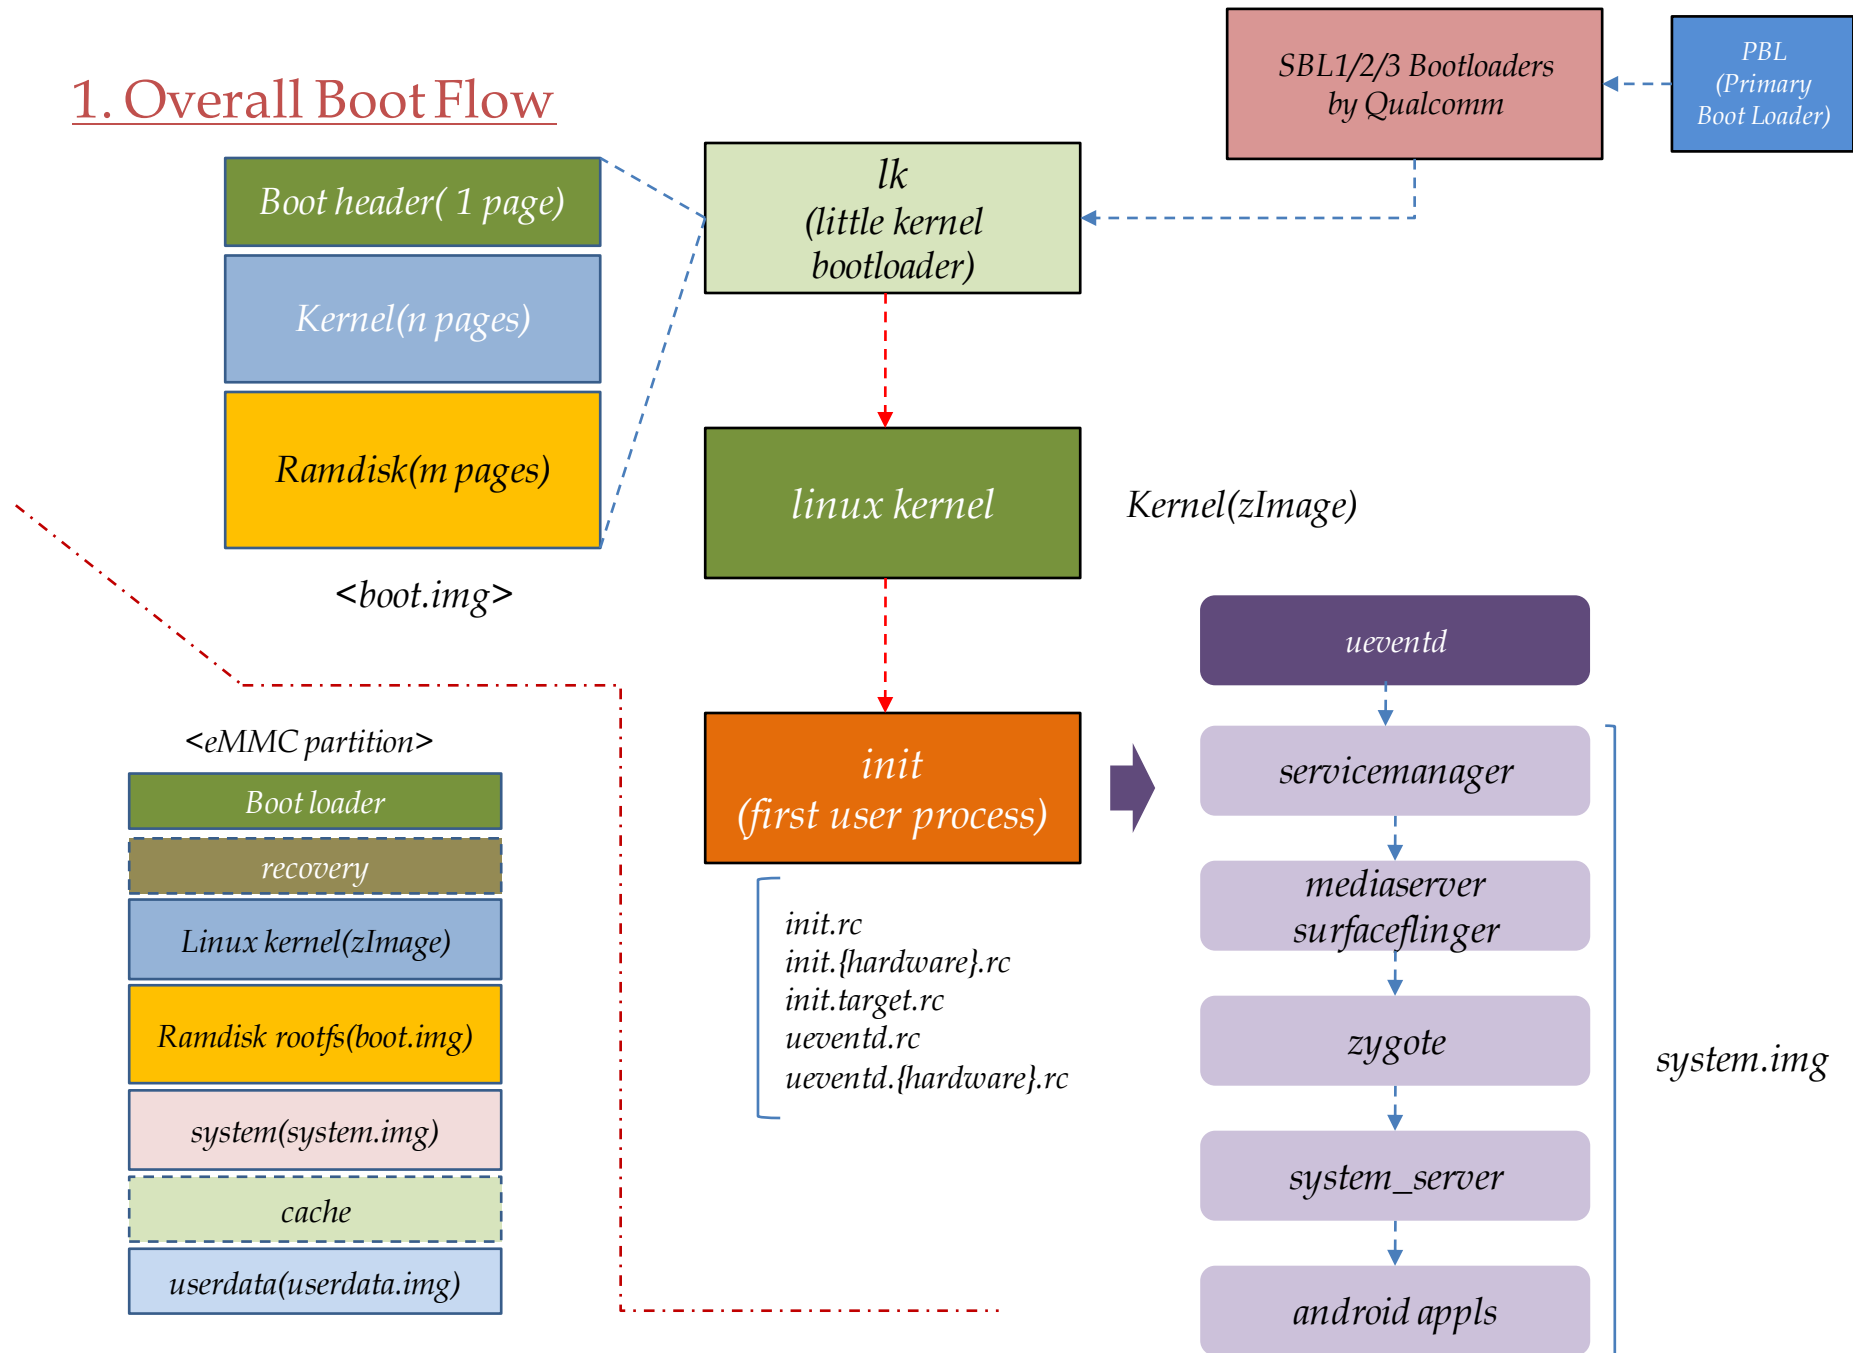 1. Overall Boot Flow
SBL1/2/3 Bootloaders
by Qualcomm
PBL
(Primary
Boot Loader)
Boot header( 1 page)
Kernel(n pages)
Ramdisk(m pages)
<boot.img>
lk
(little kernel
bootloader)
linux kernel
Kernel(zImage)
init
(first user process)
init.rc
init.{hardware}.rc
init.target.rc
ueventd.rc
ueventd.{hardware}.rc
ueventd
servicemanager
mediaserver
surfaceflinger
zygote
system_server
android appls
system.img
<eMMC partition>
Boot loader
recovery
Linux kernel(zImage)
Ramdisk rootfs(boot.img)
system(system.img)
cache
userdata(userdata.img)